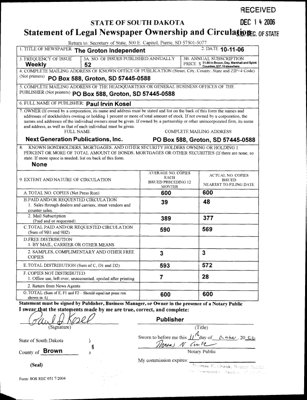 RECEIVED
DEC 14 2006
STATE OF SOUTH DAKOTA
Statement of Legal Newspaper Ownership and Circulation
SEC. OF STATE
Return to: Secretary of State, 500 E. Capitol, Pierre, SD 57501-5077
1. TITLE OF NEWSPAPER The Groton Independent
2. DATE 10-11-06
3. FREQUENCY OF ISSUE
Weekly
3A. NO. OF ISSUES PUBLISHED ANNUALLY
52
3B. ANNUAL SUBSCRIPTION
PRICE $
4. COMPLETE MAILING ADDRESS OF KNOWN OFFICE OF PUBLICATION (Street, City, County, State and ZIP+4 Code)
(Not printers) PO Box 588, Groton, SD 57445-0588
5. COMPLETE MAILING ADDRESS OF THE HEADQUARTERS OR GENERAL BUSINESS OFFICES OF THE
PUBLISHER (Not printer) PO Box 588, Groton, SD 57445-0588
6. FULL NAME OF PUBLISHER: Paul Irvin Kosel
7. OWNER (If owned by a corporation, its name and address must be stated and list on the back of this form the names and
addresses of stockholders owning or holding 1 percent or more of total amount of stock. If not owned by a corporation, the
names and addresses of the individual owners must be given. If owned by a partnership or other unincorporated firm, its name
and address, as well as that of each individual must be given.
FULL NAME
COMPLETE MAILING ADDRESS
Next Generation Publications, Inc.
PO Box 588, Groton, SD 57445-0588
8. KNOWN BONDHOLDERS, MORTGAGEES, AND OTHER SECURITY HOLDERS OWNING OR HOLDING 1
PERCENT OR MORE OF TOTAL AMOUNT OF BONDS, MORTGAGES OR OTHER SECURITIES (If there are none, so
state. If more space is needed, list on back of this form.
None
9. EXTENT AND NATURE OF CIRCULATION
AVERAGE NO. COPIES
EACH
ISSUED PRECEDING 12
MONTHS
ACTUAL NO. COPIES
ISSUED
NEAREST TO FILING DATE
A. TOTAL NO. COPIES (Net Press Run)
600
600
B. PAID AND/OR REQUESTED CIRCULATION
1. Sales through dealers and carriers, street vendors and
counter sales
39
48
2. Mail Subscription
(Paid and/or requested)
389
377
C. TOTAL PAID AND/OR REQUESTED CIRCULATION
(Sum of 9B1 and 9B2)
590
569
D. FREE DISTRIBUTION
1. BY MAIL, CARRIER OR OTHER MEANS
2. SAMPLES, COMPLIMENTARY AND OTHER FREE
COPIES
3
3
E. TOTAL DISTRIBUTION (Sum of C, D1 and D2)
593
572
F. COPIES NOT DISTRIBUTED
1. Office use, left over, unaccounted, spoiled after printing
7
28
2. Return from News Agents
G. TOTAL (Sum of E, F1 and F2 - Should equal net press run
shown in A)
600
600
Statement must be signed by Publisher, Business Manager, or Owner in the presence of a Notary Public
I swear that the statements made by me are true, correct, and complete:
Paul I. Kosel
Publisher
(Signature)
(Title)
State of South Dakota )
Sworn to before me this 11th day of
County of Brown )
Notary Public
My commission expires:
(Seal)
Form: SOS REC 051 7/2004